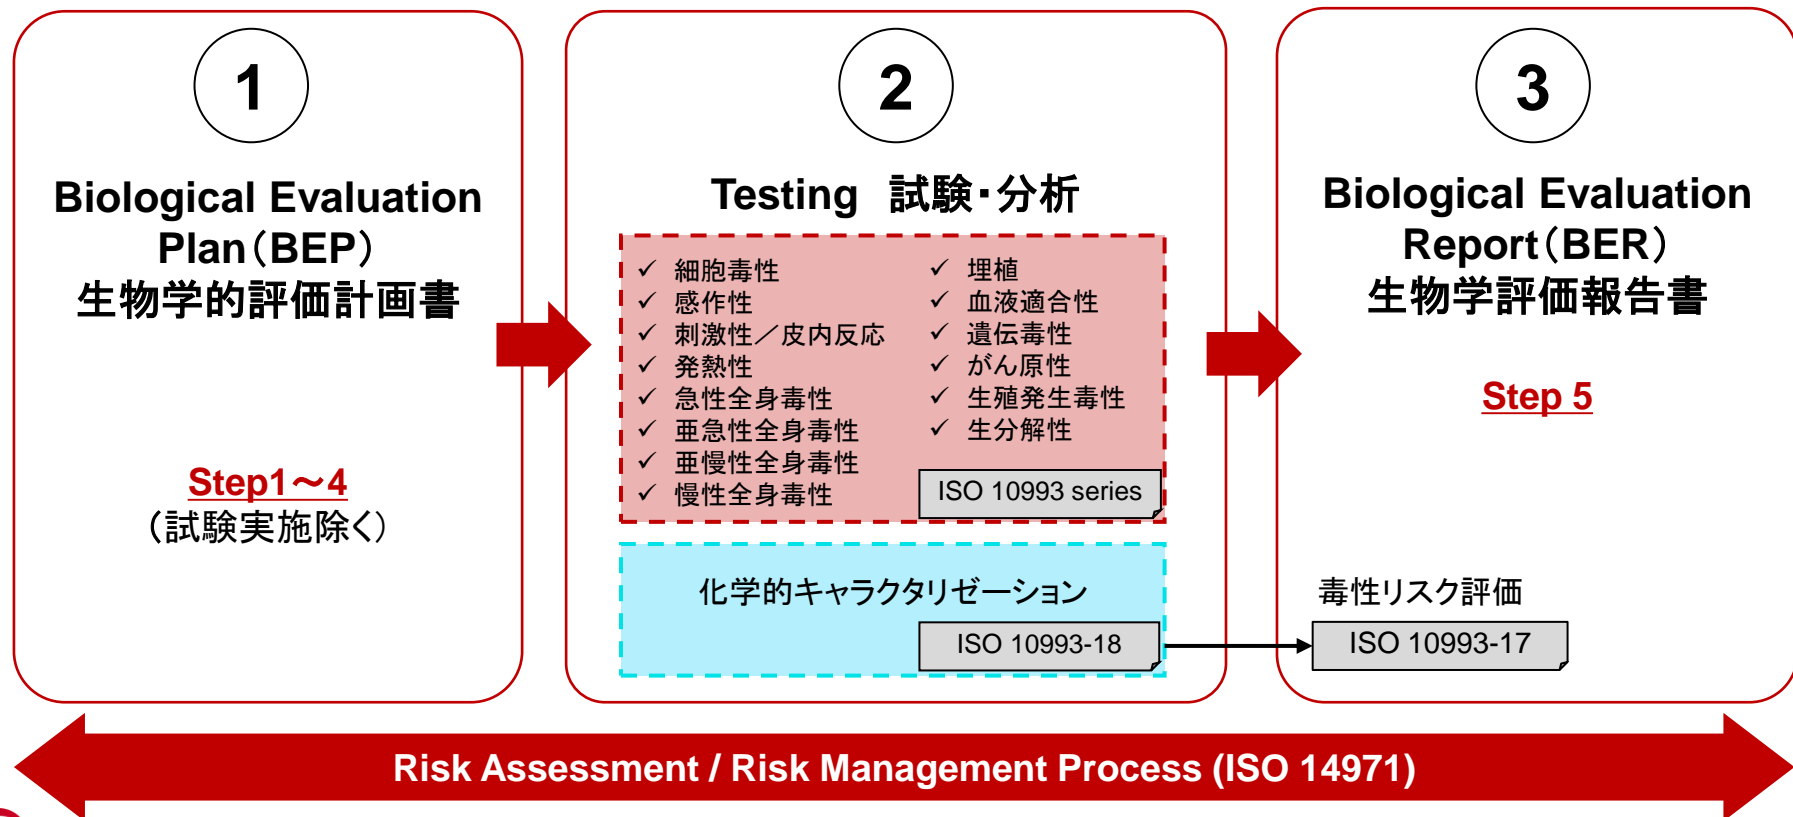 1
Biological Evaluation
Plan（BEP）
生物学的評価計画書
Step1～4
（試験実施除く）
2
Testing　試験・分析
✓ 細胞毒性
✓ 感作性
✓ 刺激性／皮内反応
✓ 発熱性
✓ 急性全身毒性
✓ 亜急性全身毒性
✓ 亜慢性全身毒性
✓ 慢性全身毒性
✓ 埋植
✓ 血液適合性
✓ 遺伝毒性
✓ がん原性
✓ 生殖発生毒性
✓ 生分解性
ISO 10993 series
化学的キャラクタリゼーション
ISO 10993-18
3
Biological Evaluation
Report（BER）
生物学評価報告書
Step 5
毒性リスク評価
ISO 10993-17
Risk Assessment / Risk Management Process (ISO 14971)